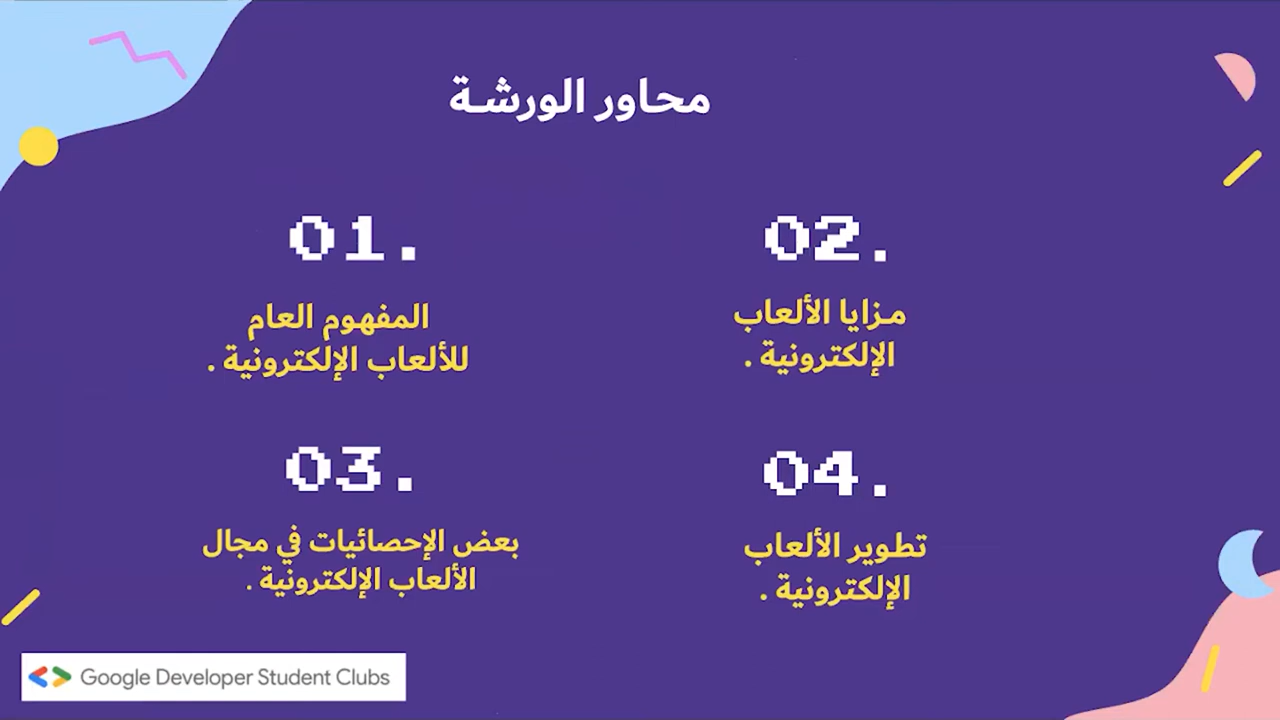 محاور الورشة
01.
المفهوم العام
للألعاب الإلكترونية .
02.
مزايا الألعاب
الإلكترونية .
03.
بعض الإحصائيات في مجال
الألعاب الإلكترونية .
04.
تطوير الألعاب
الإلكترونية .
Google Developer Student Clubs